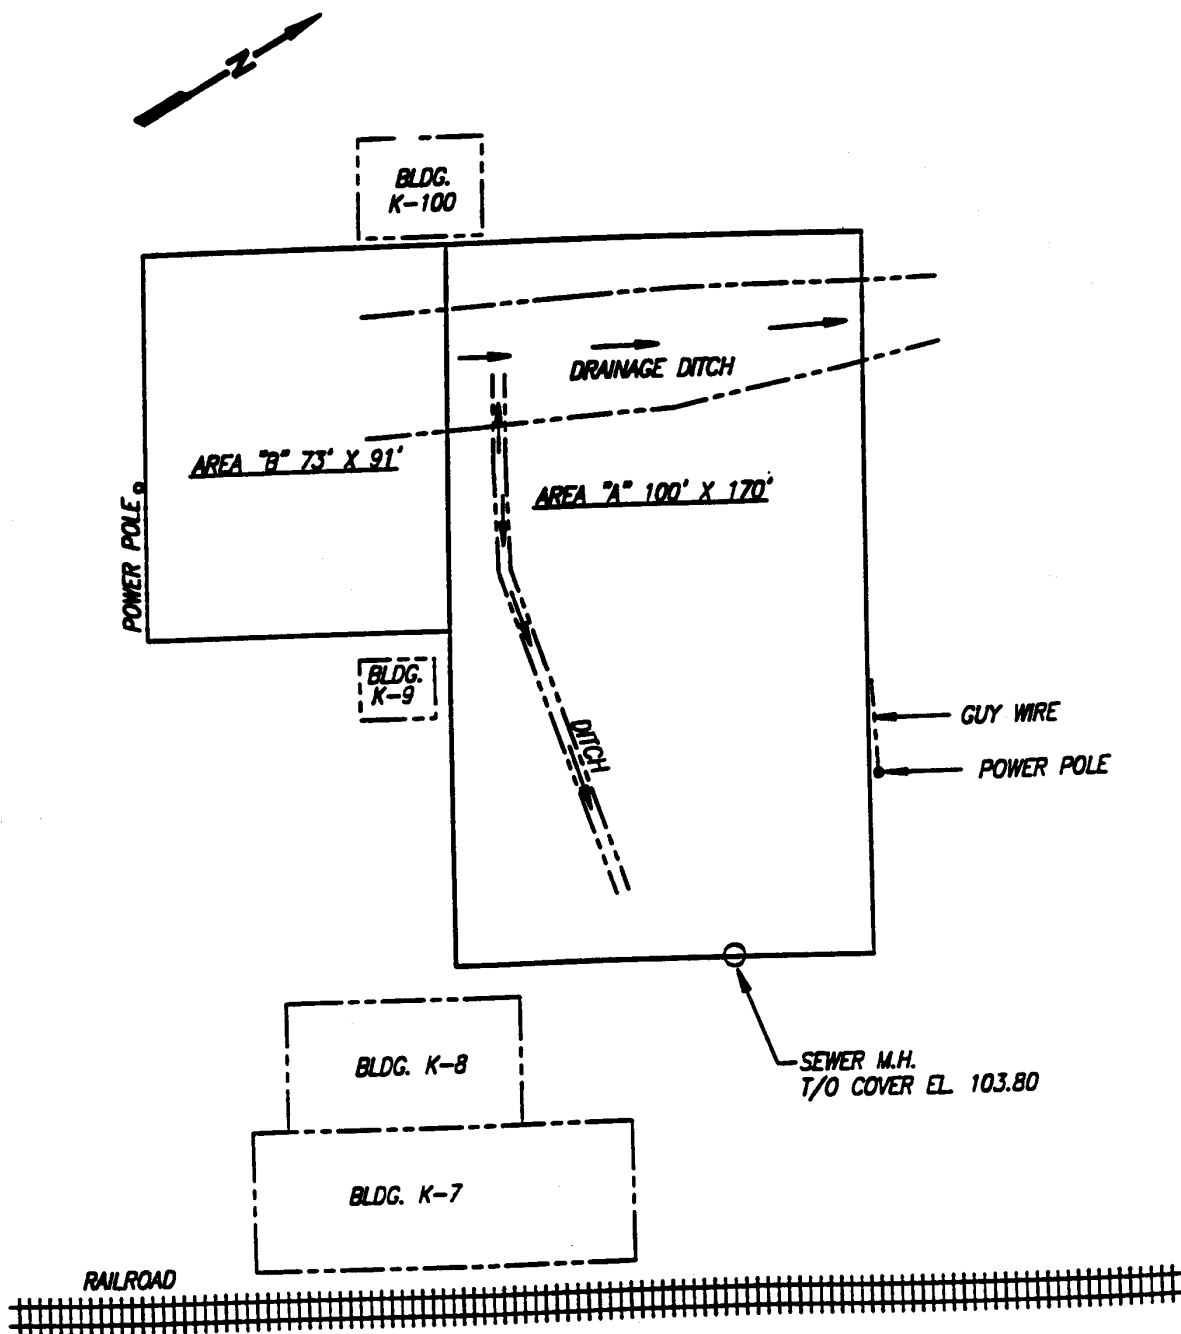 N
BLDG.
K-100
DRAINAGE DITCH
AREA "B" 73' X 91'
AREA "A" 100' X 170'
POWER POLE
BLDG.
K-9
GUY WIRE
DITCH
POWER POLE
SEWER M.H.
T/O COVER EL. 103.80
BLDG. K-8
BLDG. K-7
RAILROAD